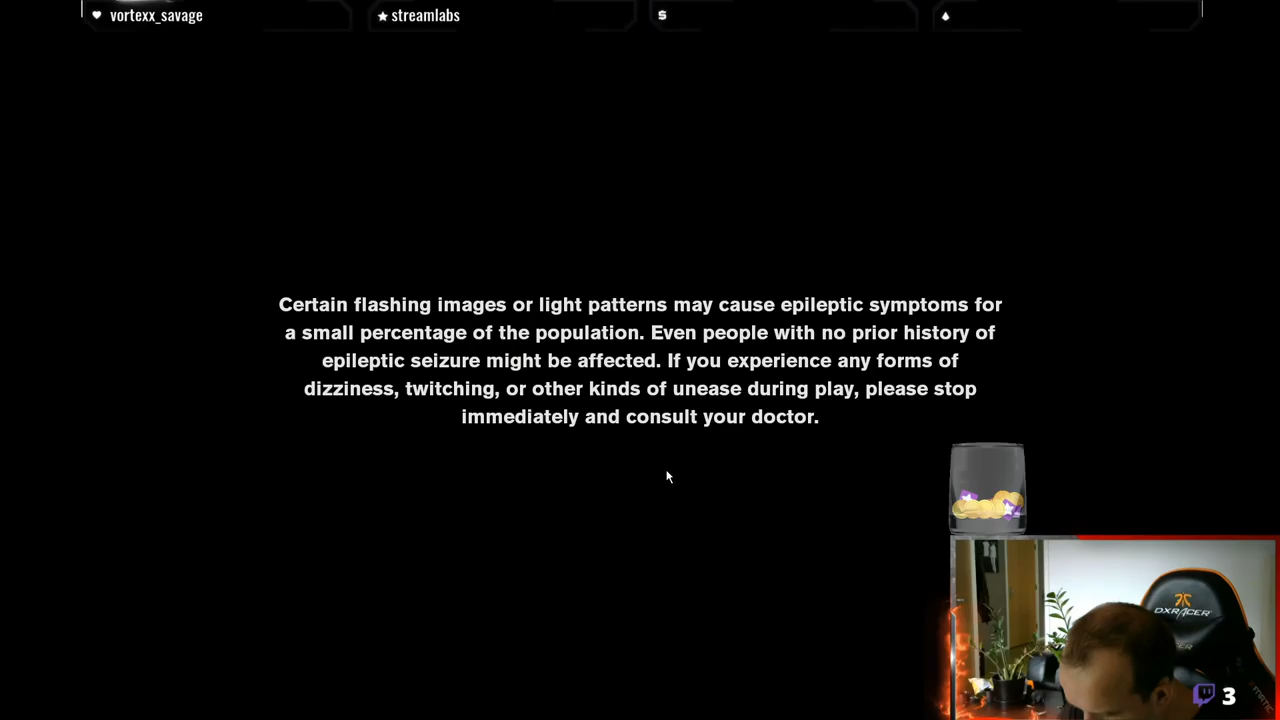 vortexx_savage
streamlabs
$
Certain flashing images or light patterns may cause epileptic symptoms for
a small percentage of the population. Even people with no prior history of
epileptic seizure might be affected. If you experience any forms of
dizziness, twitching, or other kinds of unease during play, please stop
immediately and consult your doctor.
DXRACER
3